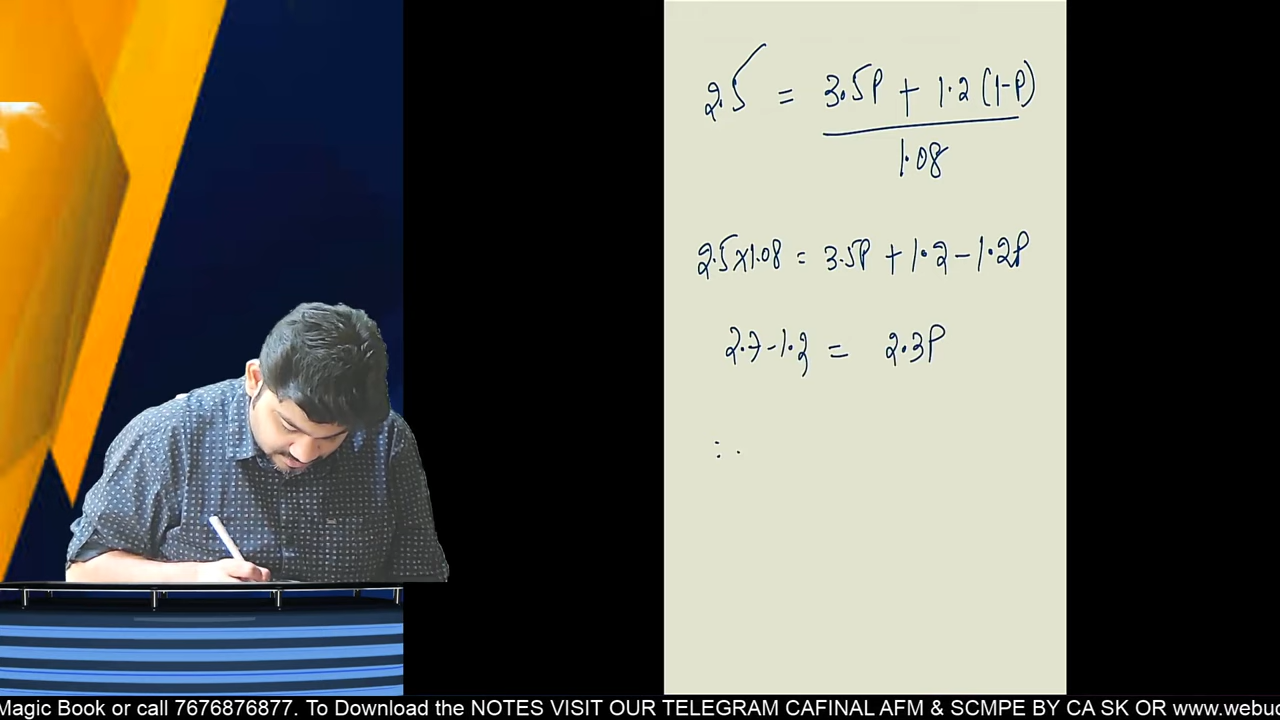 2.5 = 3.5P + 1.2 (1-P)
1.08
2.5x1.08 = 3.5P + 1.2 - 1.2P
2.7-1.2 = 2.3P
Magic Book or call 7676876877. To Download the NOTES VISIT OUR TELEGRAM CAFINAL AFM & SCMPE BY CA SK OR www.webud